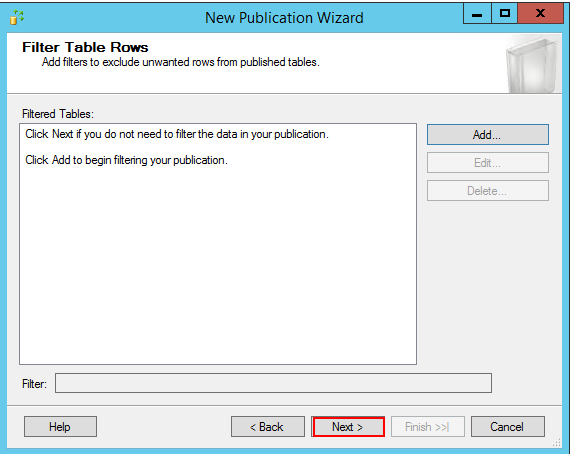 New Publication Wizard
Filter Table Rows
Add filters to exclude unwanted rows from published tables.
Filtered Tables:
Click Next if you do not need to filter the data in your publication.
Click Add to begin filtering your publication.
Add...
Edit...
Delete...
Filter:
Help
< Back
Next >
Finish >>|
Cancel